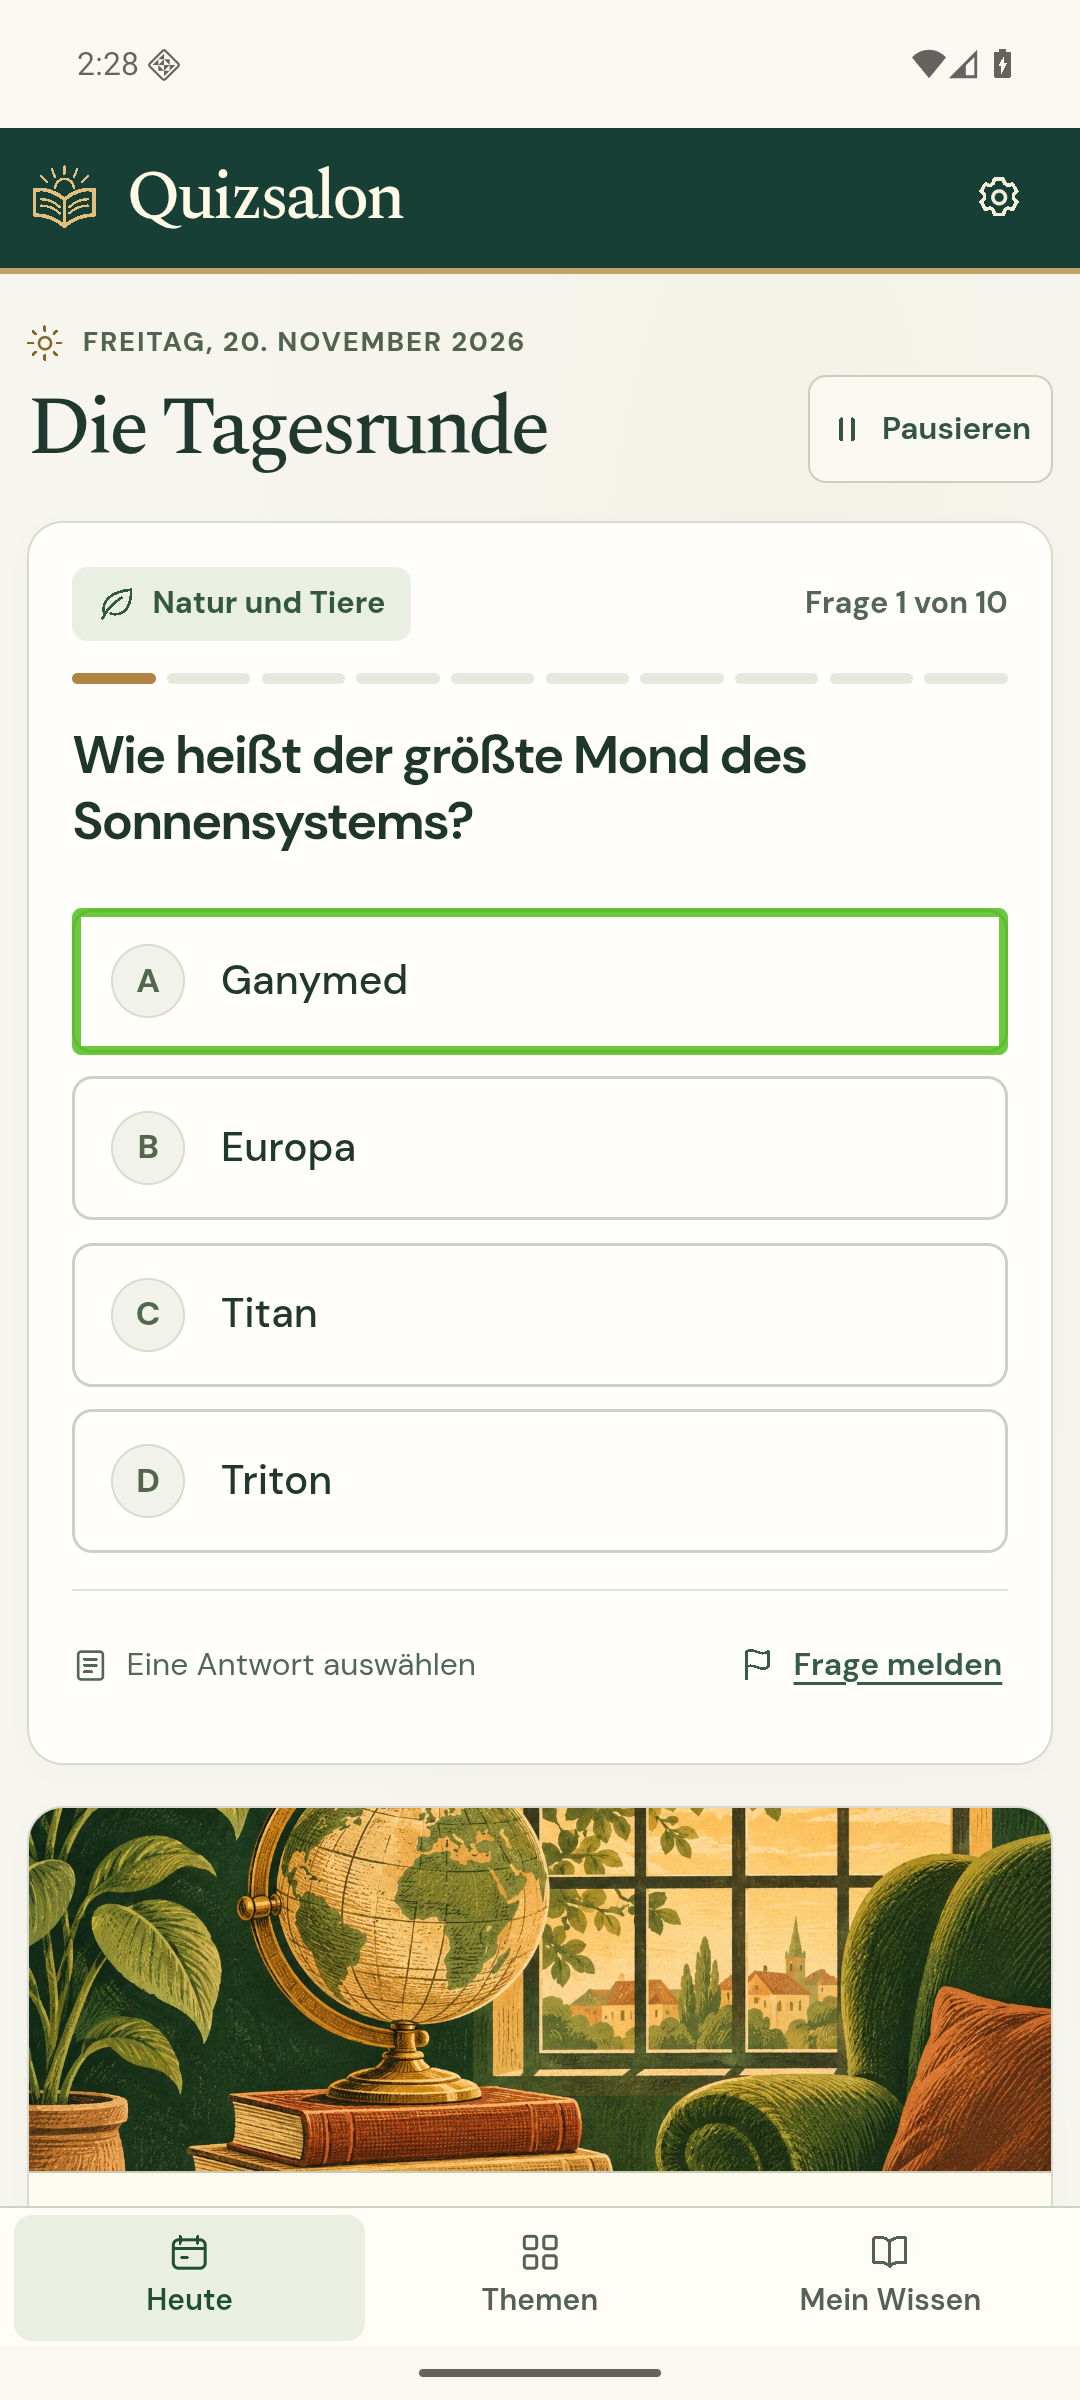 2:28
Quizsalon
FREITAG, 20. NOVEMBER 2026
Die Tagesrunde
Pausieren
Natur und Tiere
Frage 1 von 10
Wie heißt der größte Mond des
Sonnensystems?
A Ganymed
B Europa
C Titan
D Triton
Eine Antwort auswählen
Frage melden
Heute
Themen
Mein Wissen